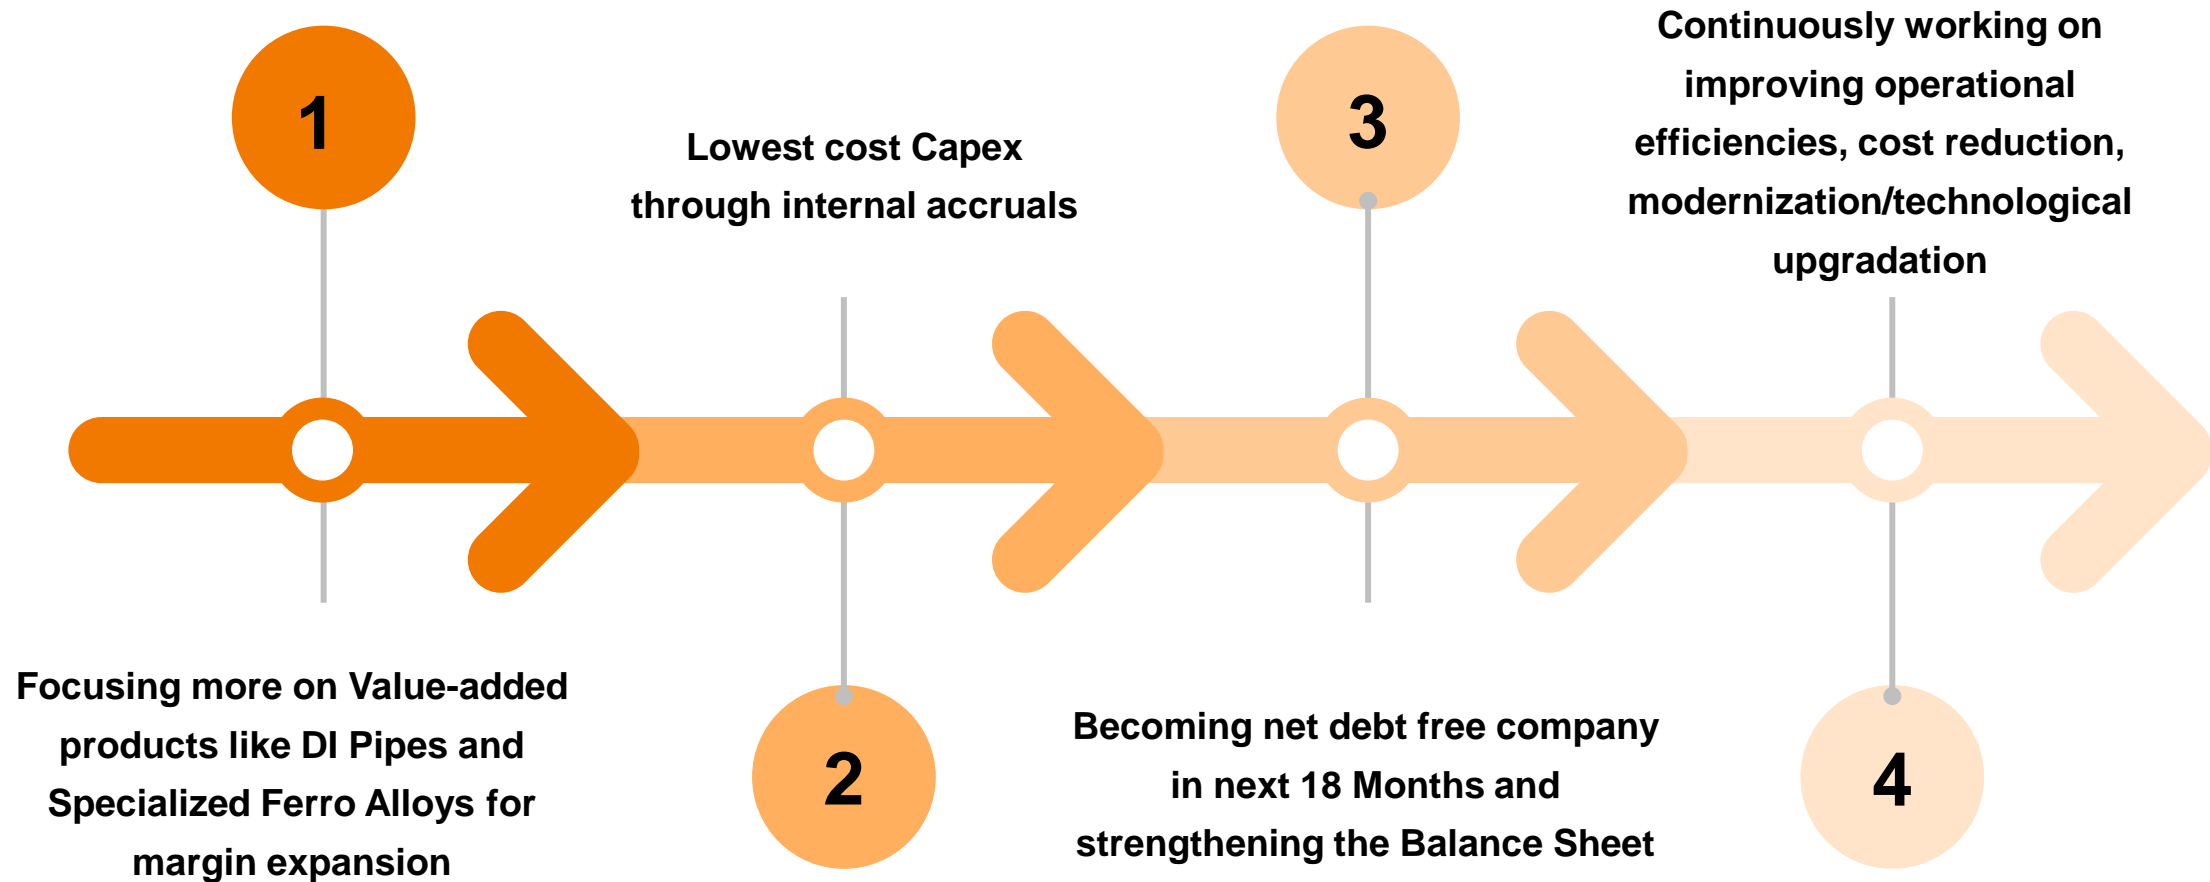 1
Focusing more on Value-added
products like DI Pipes and
Specialized Ferro Alloys for
margin expansion
Lowest cost Capex
through internal accruals
2
3
Becoming net debt free company
in next 18 Months and
strengthening the Balance Sheet
Continuously working on
improving operational
efficiencies, cost reduction,
modernization/technological
upgradation
4